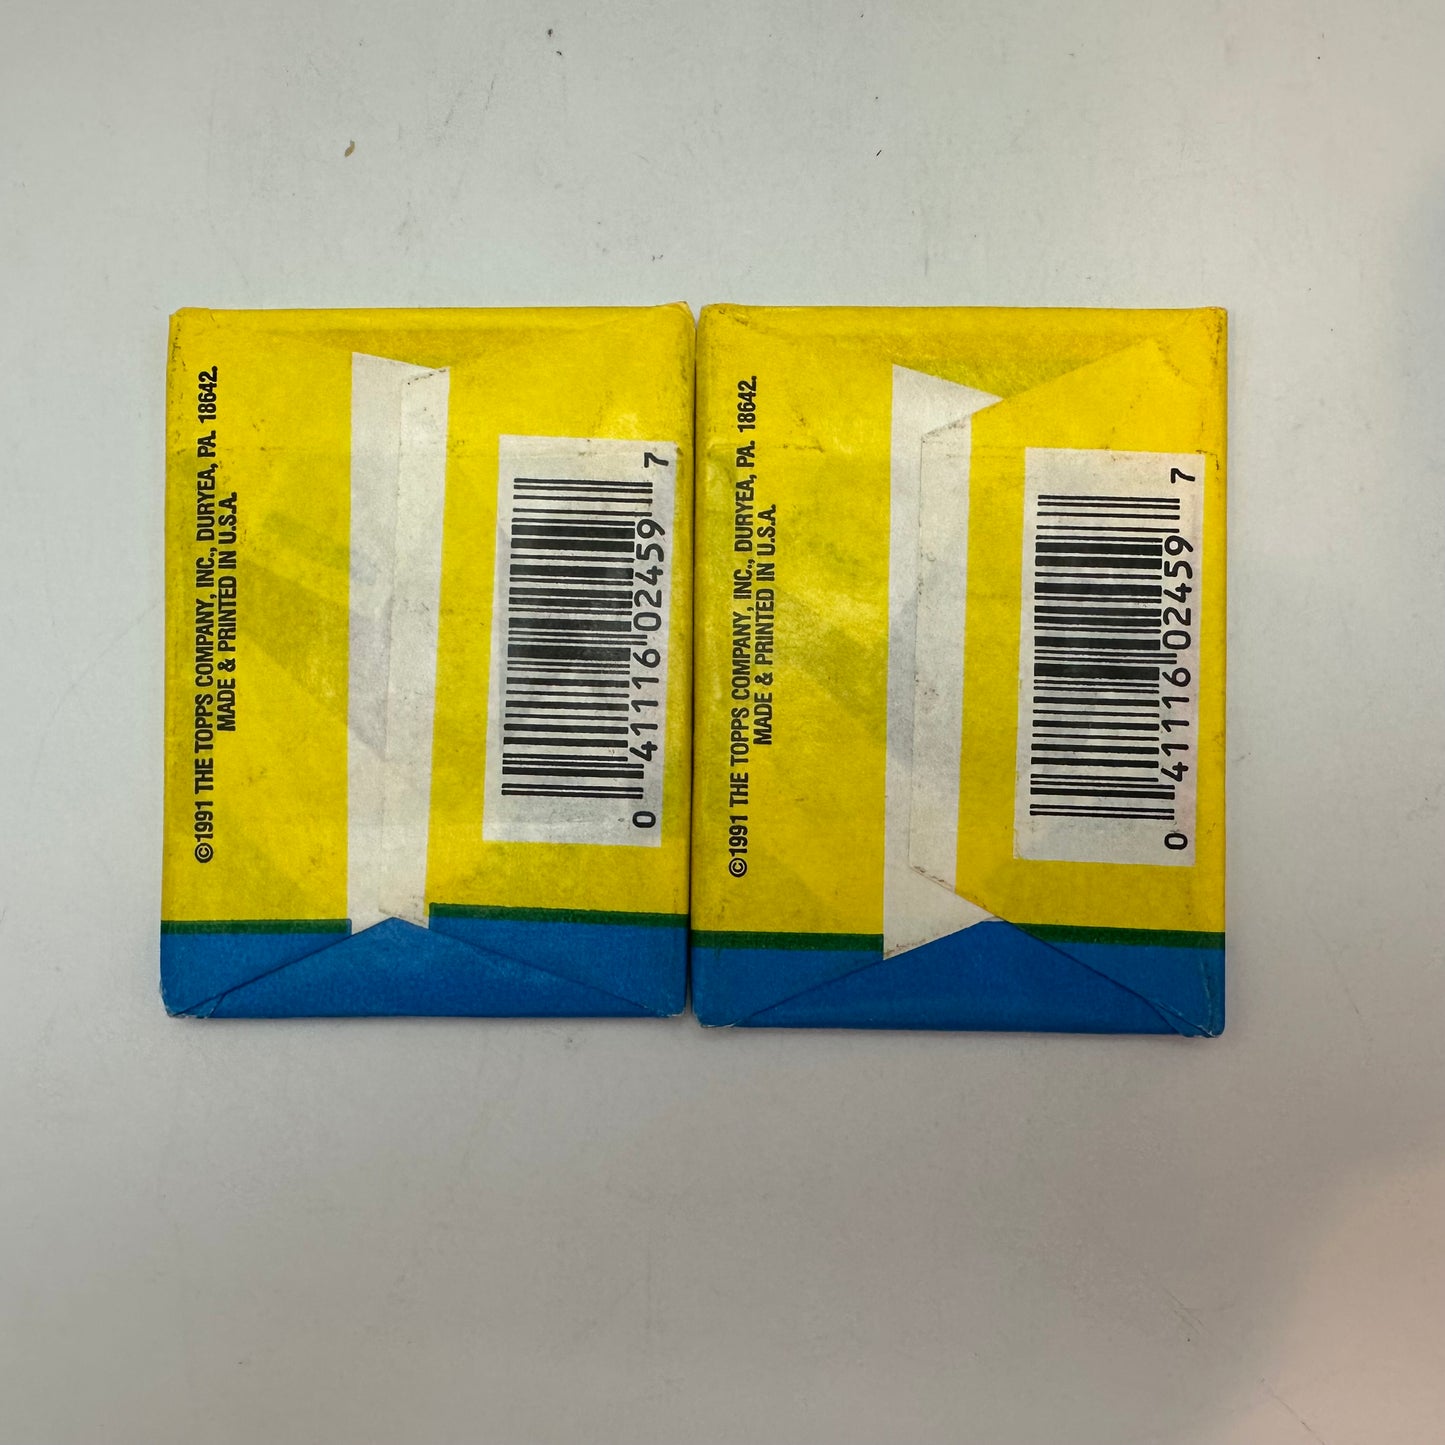 ©1991 THE TOPPS COMPANY, INC., DURYEA, PA. 18642.
MADE & PRINTED IN U.S.A.
0 41116 02459 7
©1991 THE TOPPS COMPANY, INC., DURYEA, PA. 18642.
MADE & PRINTED IN U.S.A.
0 41116 02459 7